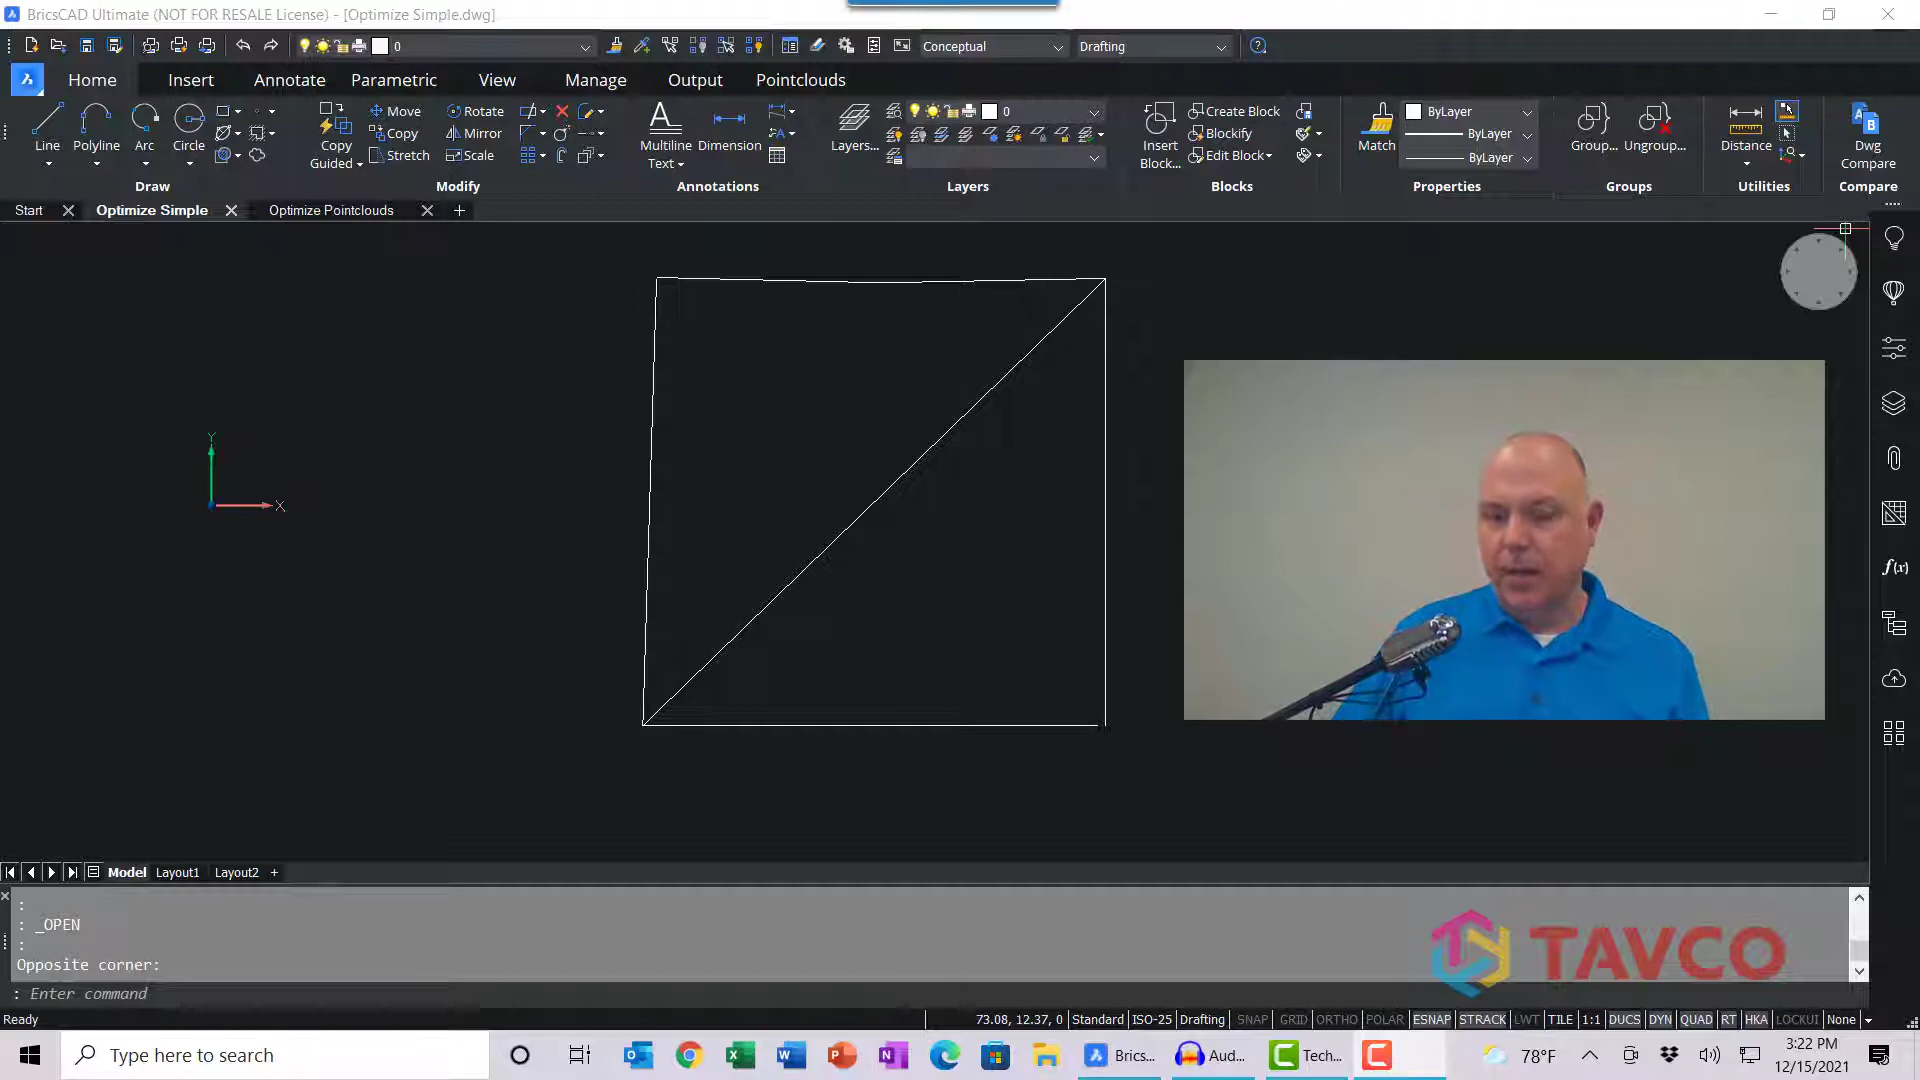 BricsCAD Ultimate (NOT FOR RESALE License) - [Optimize Simple.dwg]
0
Conceptual
Drafting
Home
Insert
Annotate
Parametric
View
Manage
Output
Pointclouds
Line
Polyline
Arc
Circle
Draw
Copy
Guided
Move
Copy
Stretch
Rotate
Mirror
Scale
Modify
Multiline
Text
Dimension
Annotations
Layers...
0
Layers
Insert
Block...
Create Block
Blockify
Edit Block
Blocks
Match
ByLayer
ByLayer
ByLayer
Properties
Group...
Ungroup...
Groups
Distance
Utilities
Dwg
Compare
Compare
Start
Optimize Simple
Optimize Pointclouds
Y
X
f(x)
Model
Layout1
Layout2
:
: _OPEN
:
Opposite corner:
: Enter command
TAVCO
Ready
73.08, 12.37, 0
Standard
ISO-25
Drafting
SNAP
GRID
ORTHO
POLAR
ESNAP
STRACK
LWT
TILE
1:1
DUCS
DYN
QUAD
RT
HKA
LOCKUI
None
Type here to search
Brics...
Aud...
Tech...
78°F
3:22 PM
12/15/2021